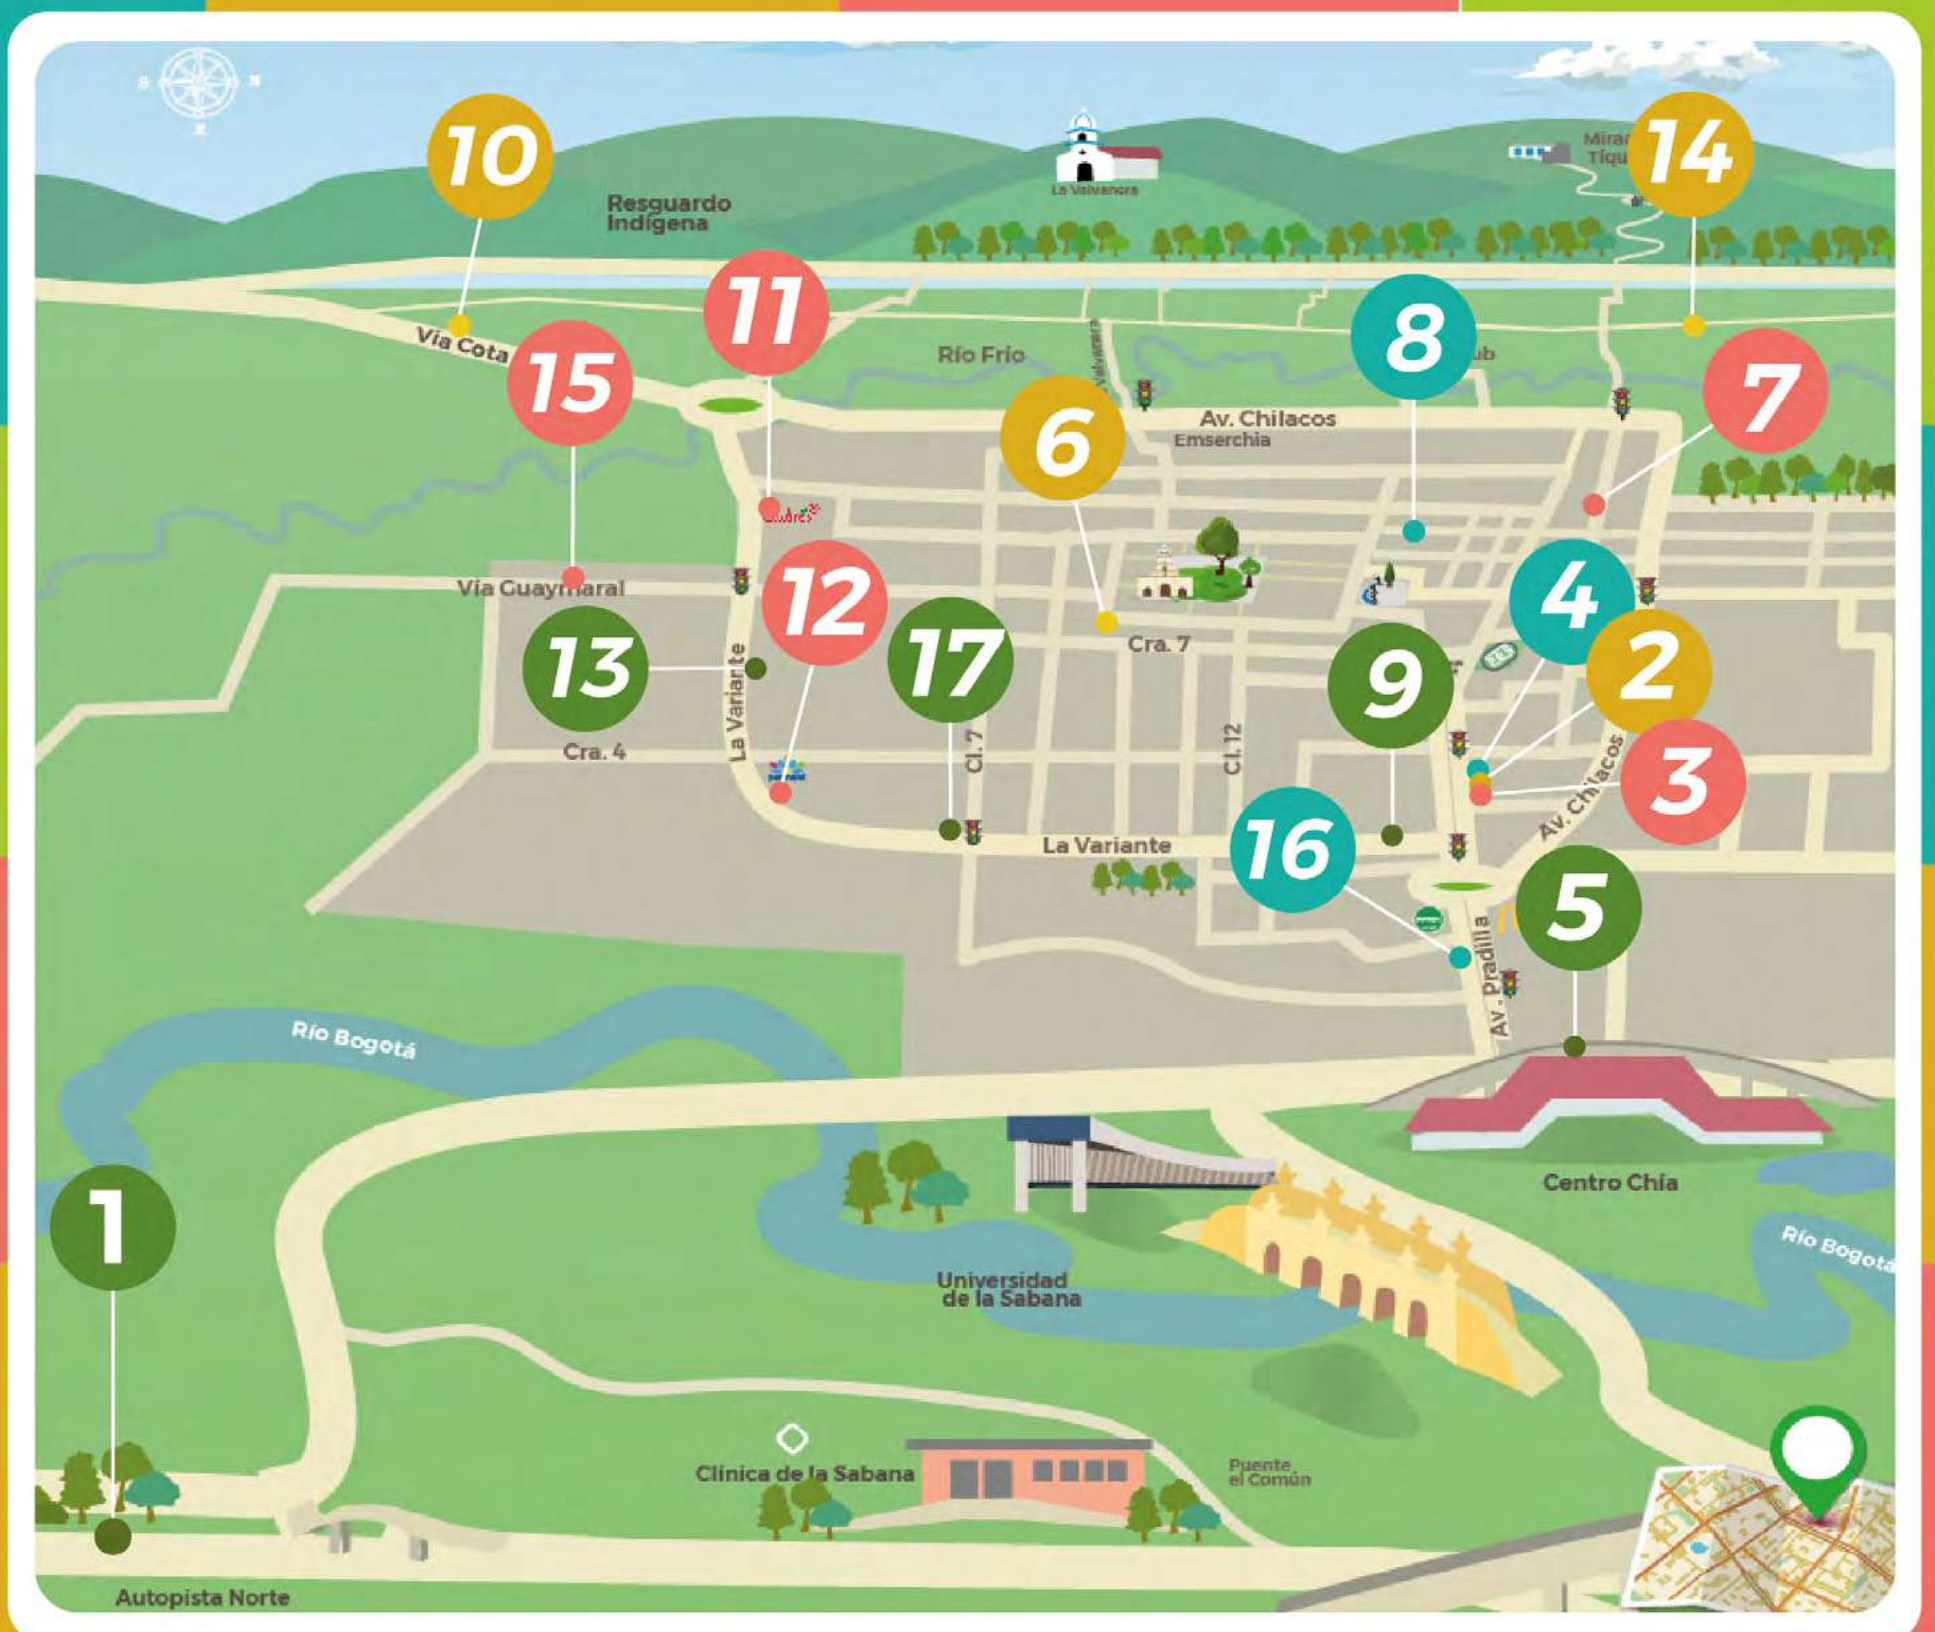 S
N
E
10
14
Resguardo
Indígena
La Valvanera
11
8
15
Vía Cota
Río Frío
Valvanera
7
6
Av. Chilacos
Emserchia
Vía Guaymaral
12
4
13
17
Cra. 7
9
2
La Variante
Cra. 4
Cl. 7
Cl. 12
3
Av. Chilacos
La Variante
16
5
Av. Pradilla
Río Bogotá
1
Centro Chía
Río Bogotá
Universidad
de la Sabana
Clínica de la Sabana
Puente
el Común
Autopista Norte